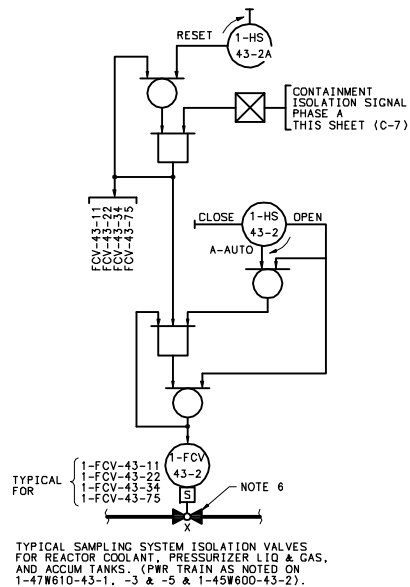 RESET
1-HS
43-2A
CONTAINMENT
ISOLATION SIGNAL
PHASE A
THIS SHEET (C-7)
FCV-43-11
FCV-43-22
FCV-43-34
FCV-43-75
CLOSE
1-HS
43-2
OPEN
A-AUTO
1-FCV
43-2
S
TYPICAL
FOR
1-FCV-43-11
1-FCV-43-22
1-FCV-43-34
1-FCV-43-75
NOTE 6
X
TYPICAL SAMPLING SYSTEM ISOLATION VALVES
FOR REACTOR COOLANT, PRESSURIZER LIQ & GAS,
AND ACCUM TANKS. (PWR TRAIN AS NOTED ON
1-47W610-43-1, -3 & -5 & 1-45W600-43-2).